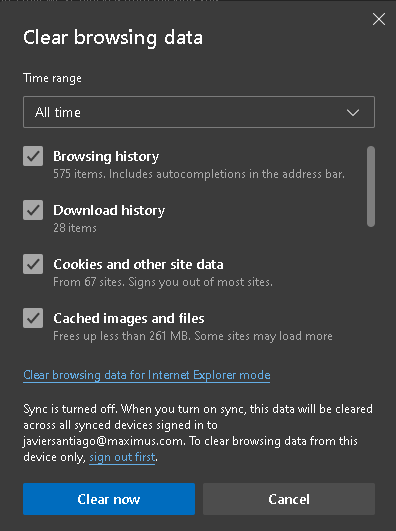 Clear browsing data
Time range
All time
Browsing history
575 items. Includes autocompletions in the address bar.
Download history
28 items
Cookies and other site data
From 67 sites. Signs you out of most sites.
Cached images and files
Frees up less than 261 MB. Some sites may load more
Clear browsing data for Internet Explorer mode
Sync is turned off. When you turn on sync, this data will be cleared
across all synced devices signed in to
javiersantiago@maximus.com. To clear browsing data from this
device only, sign out first.
Clear now
Cancel